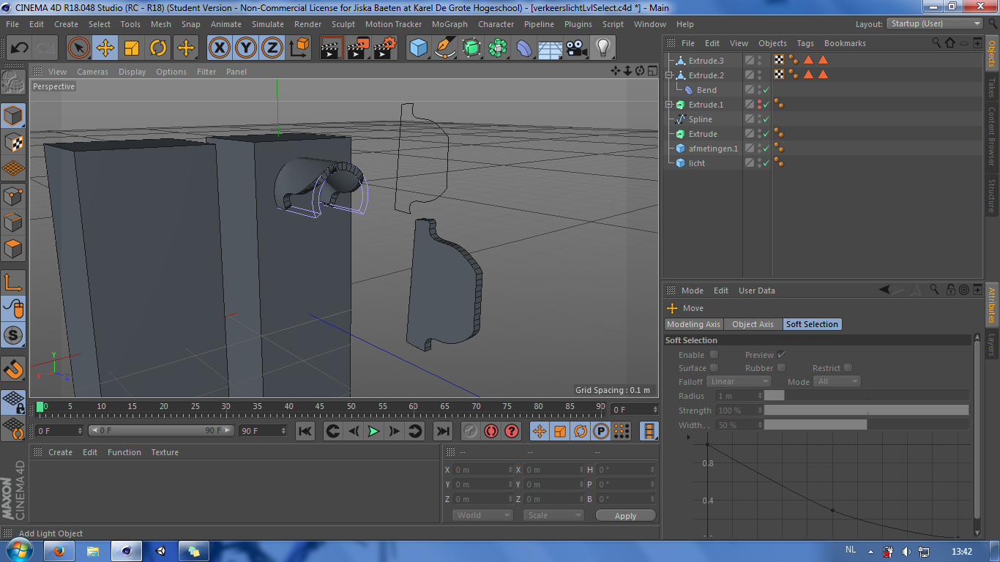 CINEMA 4D R18.048 Studio (RC - R18) (Student Version - Non-Commercial License for Jiska Baeten at Karel De Grote Hogeschool) - [verkeerslichtLvlSelect.c4d *] - Main
File Edit Create Select Tools Mesh Snap Animate Simulate Render Sculpt Motion Tracker MoGraph Character Pipeline Plugins Script Window Help Layout: Startup (User)
X Y Z
File Edit View Objects Tags Bookmarks
View Cameras Display Options Filter Panel
Perspective
Extrude.3
Extrude.2
Bend
Extrude.1
Spline
Extrude
afmetingen.1
licht
Objects
Takes
Content Browser
Structure
Y
X
Z
Grid Spacing : 0.1 m
S
Mode Edit User Data
Move
Modeling Axis Object Axis Soft Selection
Soft Selection
Enable Preview
Surface Rubber Restrict
Falloff Linear Mode All
Radius 1 m
Strength 100 %
Width.. 50 %
0.8
0.4
Attributes
Layers
0 5 10 15 20 25 30 35 40 45 50 55 60 65 70 75 80 85 90 0 F
0 F 0 F 90 F 90 F
? P
Create Edit Function Texture
-- -- --
X 0 m X 0 m H 0 °
Y 0 m Y 0 m P 0 °
Z 0 m Z 0 m B 0 °
World Scale Apply
MAXON
CINEMA 4D
Add Light Object
NL 13:42